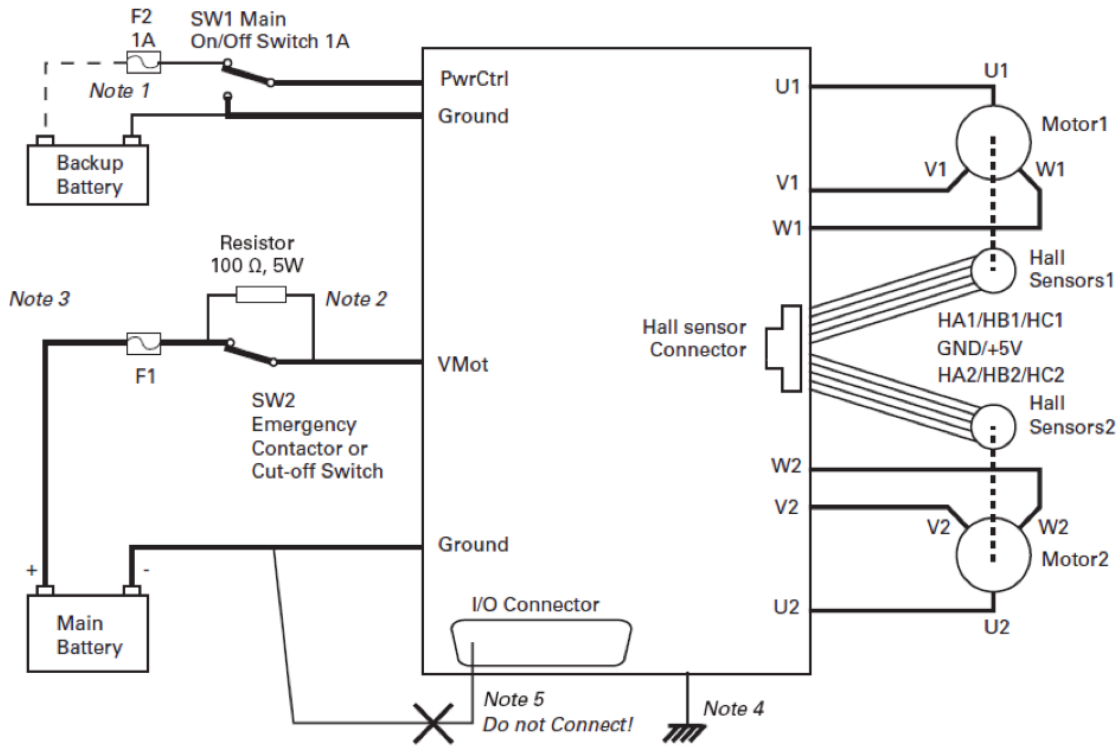 F2
1A
SW1 Main
On/Off Switch 1A
Note 1
Backup
Battery
PwrCtrl
Ground
U1
U1
Motor1
V1
W1
V1
W1
Resistor
100 Ω, 5W
Note 3
Note 2
F1
VMot
SW2
Emergency
Contactor or
Cut-off Switch
Hall sensor
Connector
Hall
Sensors1
HA1/HB1/HC1
GND/+5V
HA2/HB2/HC2
Hall
Sensors2
W2
V2
V2
W2
Motor2
U2
U2
Ground
+
-
Main
Battery
I/O Connector
Note 5
Do not Connect!
Note 4